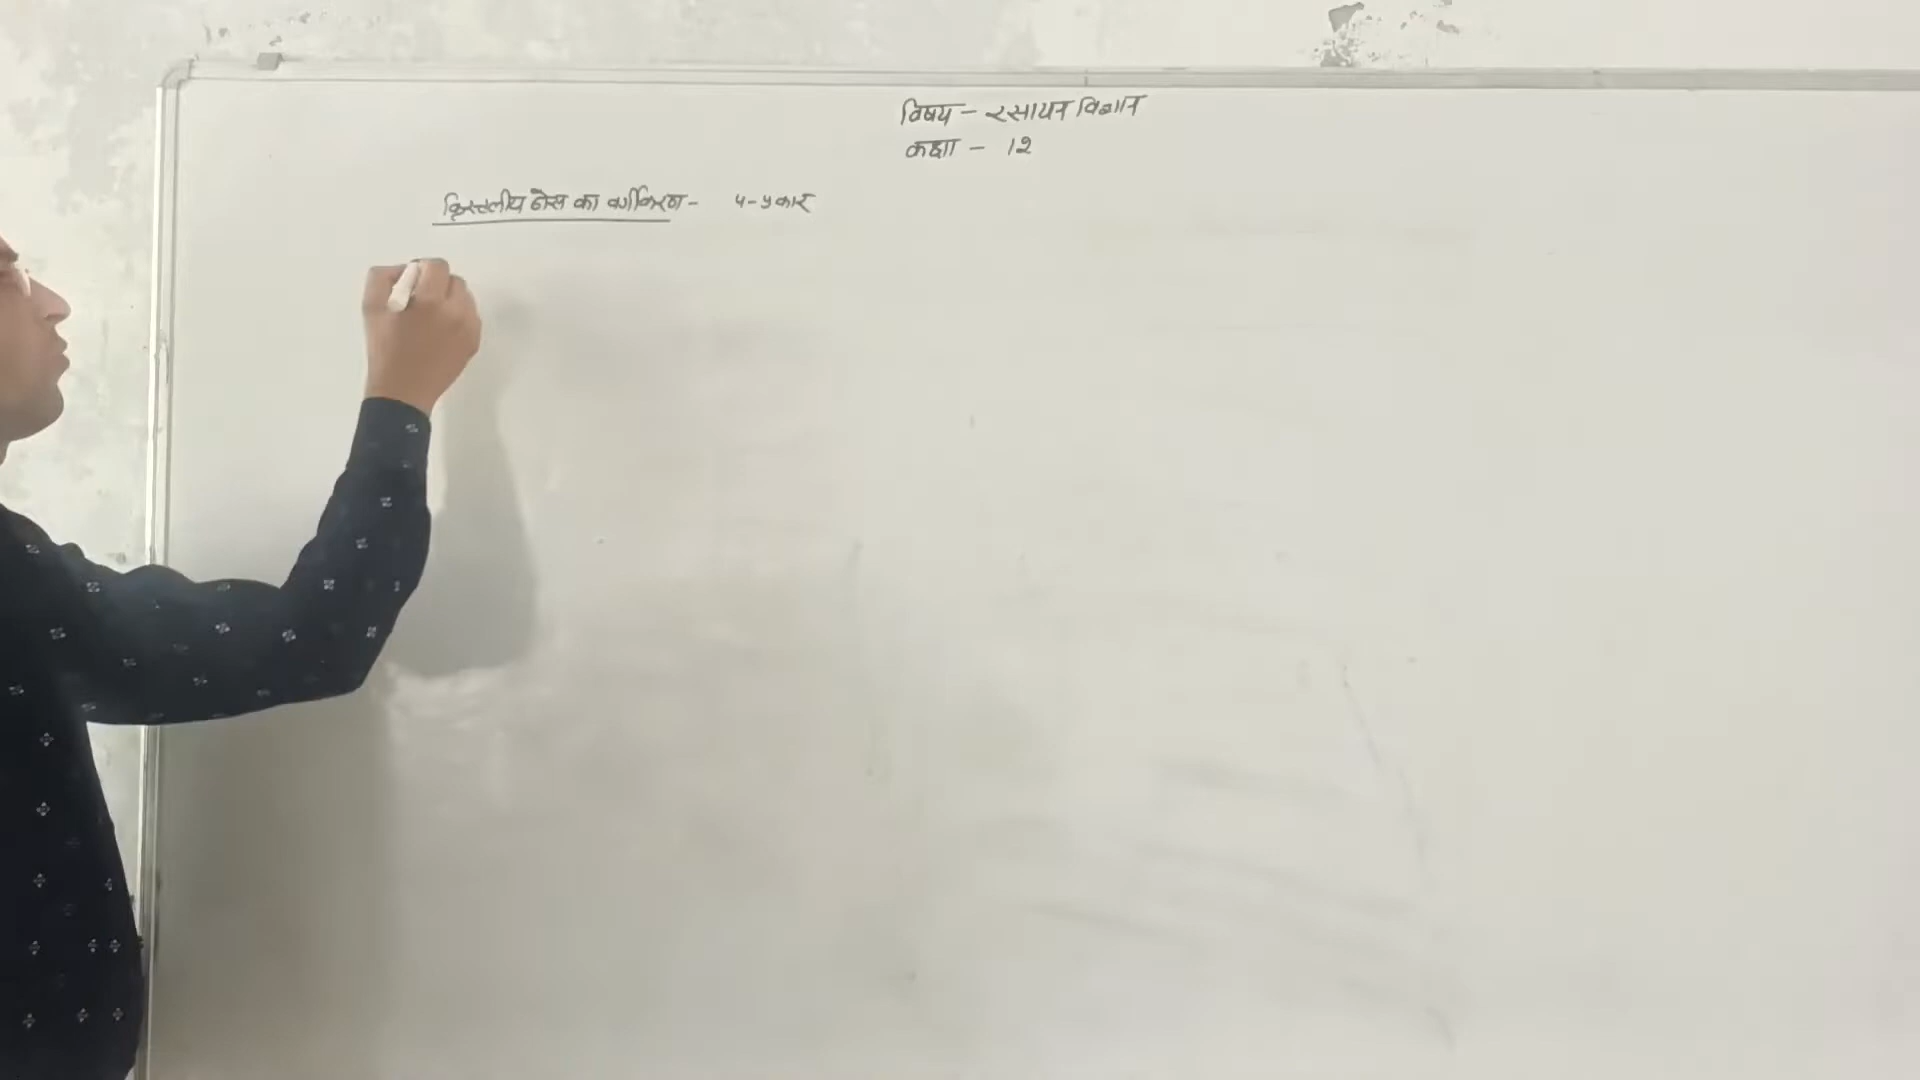 विषय - रसायन विज्ञान
कक्षा - 12
क्रिस्टलीय ठोस का वर्गीकरण - 4-प्रकार